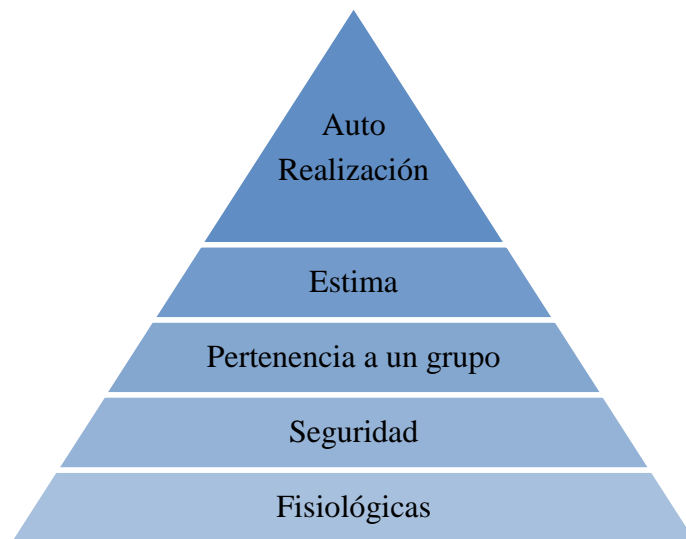 Auto
Realización
Estima
Pertenencia a un grupo
Seguridad
Fisiológicas